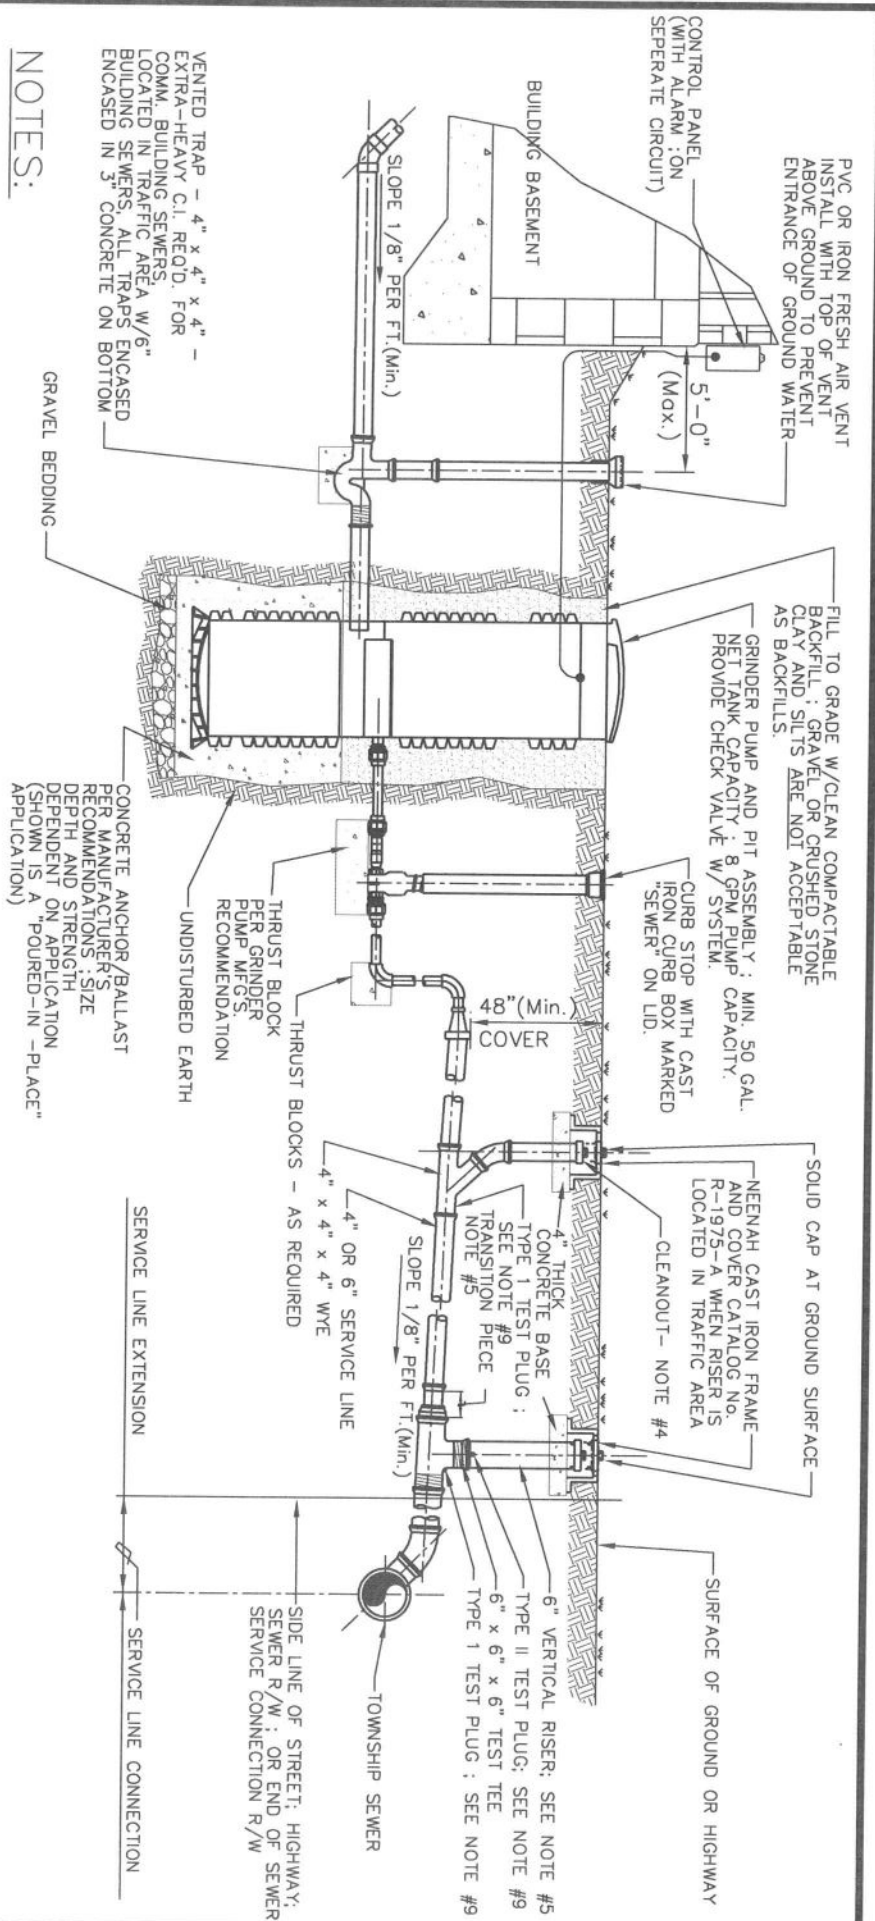 PVC OR IRON FRESH AIR VENT
INSTALL WITH TOP OF VENT
ABOVE GROUND TO PREVENT
ENTRANCE OF GROUND WATER
CONTROL PANEL
(WITH ALARM ; ON
SEPERATE CIRCUIT)
BUILDING BASEMENT
5'-0"
(Max.)
SLOPE 1/8" PER FT.(Min.)
VENTED TRAP - 4" x 4" x 4" -
EXTRA-HEAVY C.I. REQ'D. FOR
COMM. BUILDING SEWERS,
LOCATED IN TRAFFIC AREA W/6"
BUILDING SEWERS, ALL TRAPS ENCASED
ENCASED IN 3" CONCRETE ON BOTTOM
NOTES:
FILL TO GRADE W/CLEAN COMPACTABLE
BACKFILL ; GRAVEL OR CRUSHED STONE
CLAY AND SILTS ARE NOT ACCEPTABLE
AS BACKFILLS.
GRINDER PUMP AND PIT ASSEMBLY ; MIN. 50 GAL.
NET TANK CAPACITY ; 8 GPM PUMP CAPACITY.
PROVIDE CHECK VALVE W/ SYSTEM.
CURB STOP WITH CAST
IRON CURB BOX MARKED
"SEWER" ON LID.
48"(Min.)
COVER
GRAVEL BEDDING
CONCRETE ANCHOR/BALLAST
PER MANUFACTURER'S
RECOMMENDATIONS ; SIZE
DEPTH AND STRENGTH
DEPENDENT ON APPLICATION
(SHOWN IS A "POURED-IN -PLACE"
APPLICATION)
UNDISTURBED EARTH
THRUST BLOCK
PER GRINDER
PUMP MFG'S.
RECOMMENDATION
THRUST BLOCKS - AS REQUIRED
SOLID CAP AT GROUND SURFACE
NEENAH CAST IRON FRAME
AND COVER CATALOG No.
R-1975-A WHEN RISER IS
LOCATED IN TRAFFIC AREA
CLEANOUT- NOTE #4
4" THICK
CONCRETE BASE
TYPE 1 TEST PLUG ;
SEE NOTE #9
TRANSITION PIECE
NOTE #5
SLOPE 1/8" PER FT.(Min.)
4" OR 6" SERVICE LINE
4" x 4" x 4" WYE
SURFACE OF GROUND OR HIGHWAY
6" VERTICAL RISER; SEE NOTE #5
TYPE II TEST PLUG; SEE NOTE #9
6" x 6" x 6" TEST TEE
TYPE 1 TEST PLUG ; SEE NOTE #9
TOWNSHIP SEWER
SIDE LINE OF STREET; HIGHWAY;
SEWER R/W ; OR END OF SEWER
SERVICE CONNECTION R/W
SERVICE LINE EXTENSION
SERVICE LINE CONNECTION